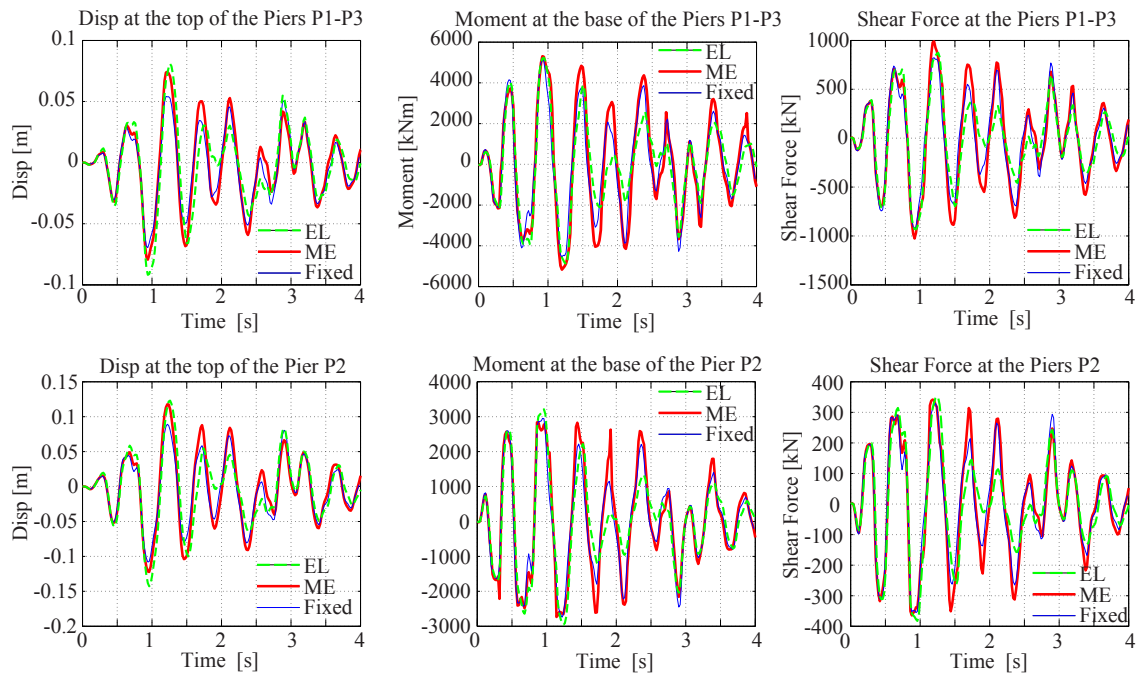 Disp at the top of the Piers P1-P3
Disp [m]
0.1
0.05
0
-0.05
-0.1
EL
ME
Fixed
0 1 2 3 4
Time [s]
Moment at the base of the Piers P1-P3
Moment [kNm]
6000
4000
2000
0
-2000
-4000
-6000
EL
ME
Fixed
0 1 2 3 4
Time [s]
Shear Force at the Piers P1-P3
Shear Force [kN]
1000
500
0
-500
-1000
-1500
EL
ME
Fixed
0 1 2 3 4
Time [s]
Disp at the top of the Pier P2
Disp [m]
0.15
0.1
0.05
0
-0.05
-0.1
-0.15
-0.2
EL
ME
Fixed
0 1 2 3 4
Time [s]
Moment at the base of the Pier P2
Moment [kNm]
4000
3000
2000
1000
0
-1000
-2000
-3000
EL
ME
Fixed
0 1 2 3 4
Time [s]
Shear Force at the Piers P2
Shear Force [kN]
400
300
200
100
0
-100
-200
-300
-400
EL
ME
Fixed
0 1 2 3 4
Time [s]